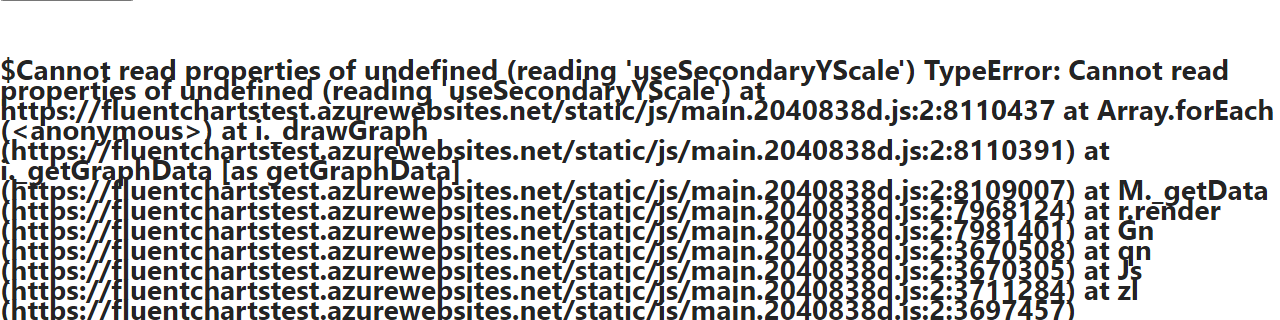 $Cannot read properties of undefined (reading 'useSecondaryYScale') TypeError: Cannot read
properties of undefined (reading 'useSecondaryYScale') at
https://fluentchartstest.azurewebsites.net/static/js/main.2040838d.js:2:8110437 at Array.forEach
(<anonymous>) at i._drawGraph
(https://fluentchartstest.azurewebsites.net/static/js/main.2040838d.js:2:8110391) at
i._getGraphData [as getGraphData]
(https://fluentchartstest.azurewebsites.net/static/js/main.2040838d.js:2:8109007) at M._getData
(https://fluentchartstest.azurewebsites.net/static/js/main.2040838d.js:2:7968124) at r.render
(https://fluentchartstest.azurewebsites.net/static/js/main.2040838d.js:2:7981401) at Gn
(https://fluentchartstest.azurewebsites.net/static/js/main.2040838d.js:2:3670508) at qn
(https://fluentchartstest.azurewebsites.net/static/js/main.2040838d.js:2:3670305) at Js
(https://fluentchartstest.azurewebsites.net/static/js/main.2040838d.js:2:3711284) at zl
(https://fluentchartstest.azurewebsites.net/static/js/main.2040838d.js:2:3697457)